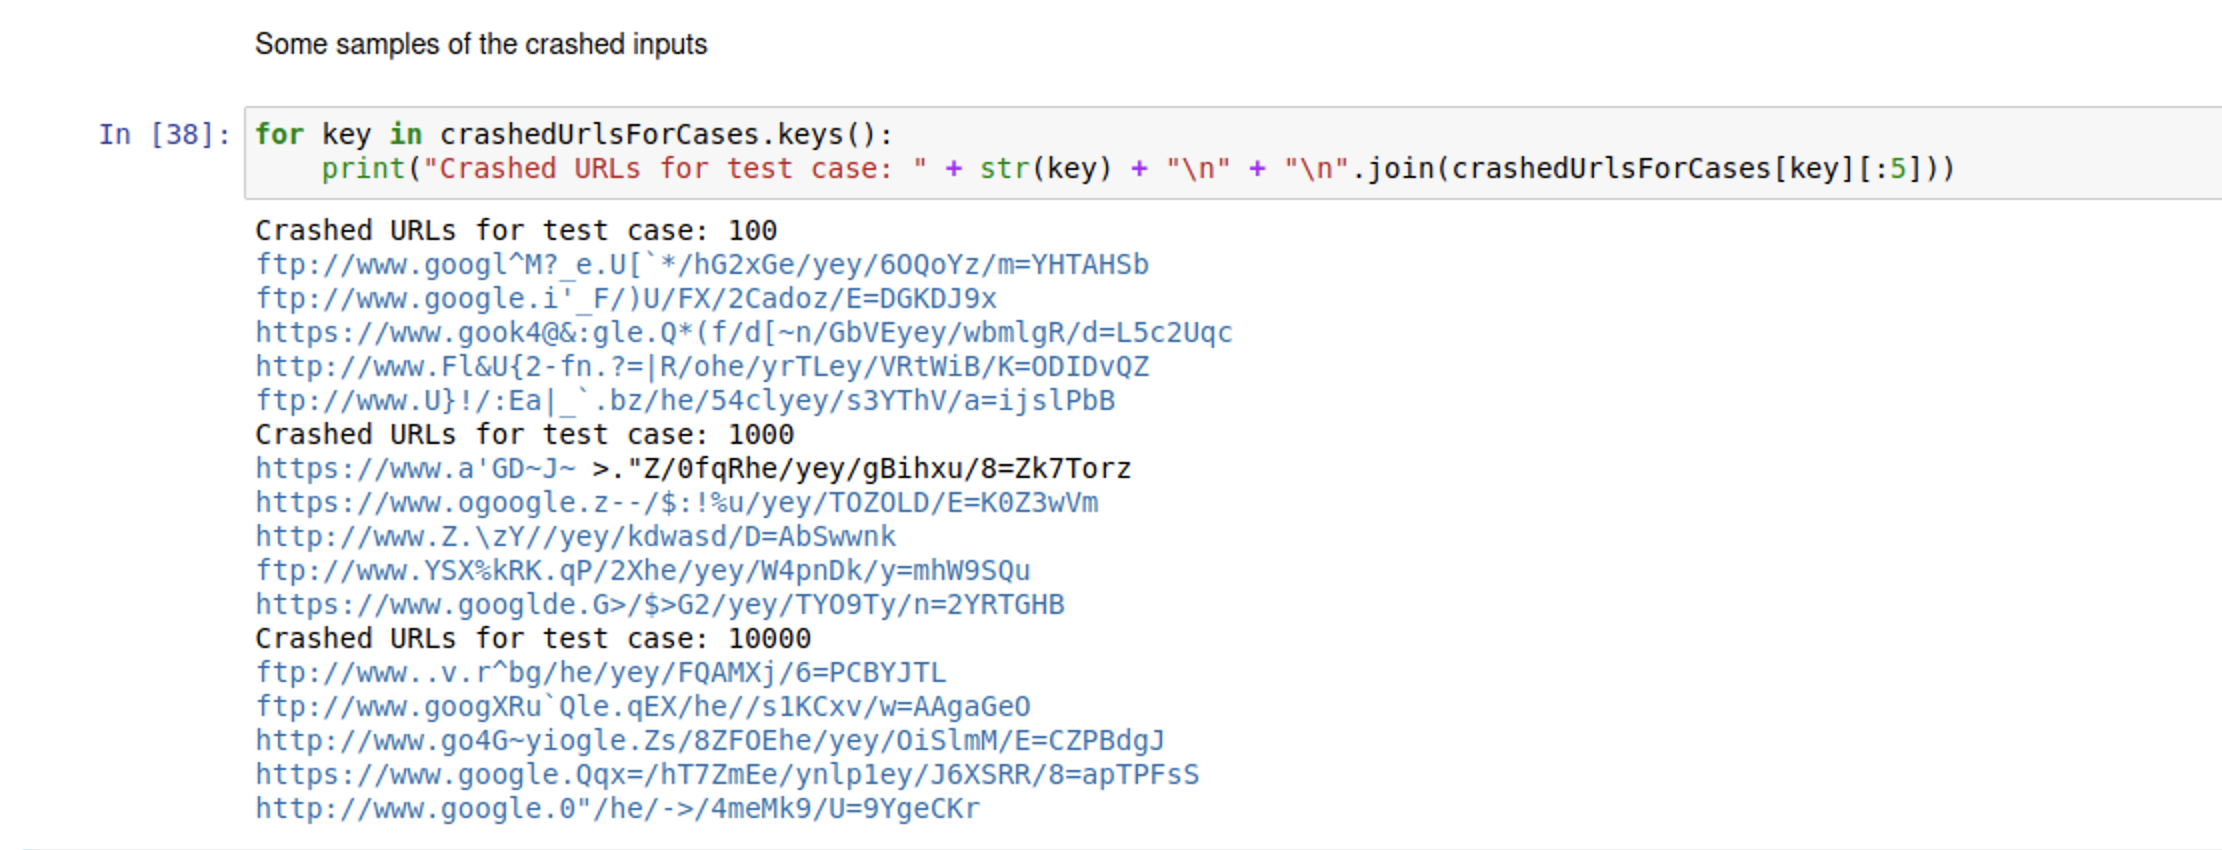 Some samples of the crashed inputs
In [38]: for key in crashedUrlsForCases.keys():
print("Crashed URLs for test case: " + str(key) + "\n" + "\n".join(crashedUrlsForCases[key][:5]))
Crashed URLs for test case: 100
ftp://www.googl^M?_e.U[`*/hG2xGe/yey/6OQoYz/m=YHTAHSb
ftp://www.google.i'_F/)U/FX/2Cadoz/E=DGKDJ9x
https://www.gook4@&:gle.Q*(f/d[~n/GbVEyey/wbmlgR/d=L5c2Uqc
http://www.Fl&U{2-fn.?=|R/ohe/yrTLey/VRtWiB/K=ODIDvQZ
ftp://www.U}!/:Ea|_`.bz/he/54clyey/s3YThV/a=ijslPbB
Crashed URLs for test case: 1000
https://www.a'GD~J~ >."Z/0fqRhe/yey/gBihxu/8=Zk7Torz
https://www.ogoogle.z--/$:!%u/yey/TOZOLD/E=K0Z3wVm
http://www.Z.\zY//yey/kdwasd/D=AbSwwnk
ftp://www.YSX%kRK.qP/2Xhe/yey/W4pnDk/y=mhW9SQu
https://www.googlde.G>/$>G2/yey/TYO9Ty/n=2YRTGHB
Crashed URLs for test case: 10000
ftp://www..v.r^bg/he/yey/FQAMXj/6=PCBYJTL
ftp://www.googXRu`Qle.qEX/he//s1KCxv/w=AAgaGeO
http://www.go4G~yiogle.Zs/8ZFOEhe/yey/OiSlmM/E=CZPBdgJ
https://www.google.Qqx=/hT7ZmEe/ynlp1ey/J6XSRR/8=apTPFsS
http://www.google.0"/he/->/4meMk9/U=9YgeCKr